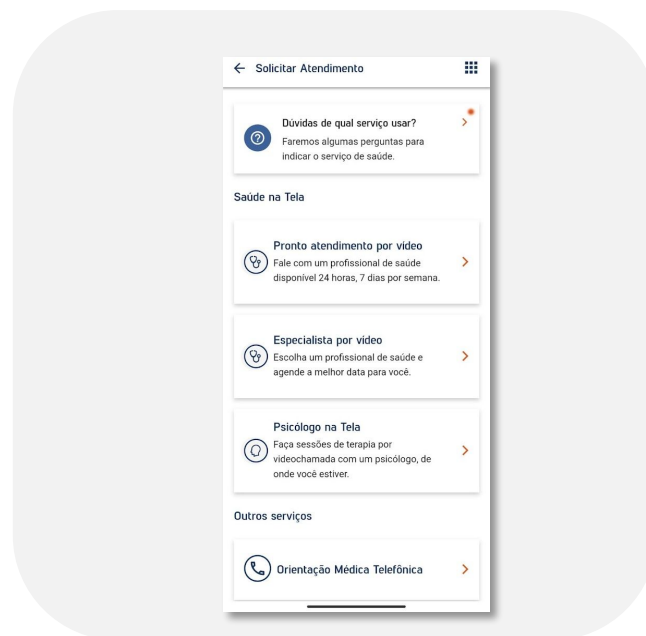 Solicitar Atendimento
Dúvidas de qual serviço usar?
Faremos algumas perguntas para
indicar o serviço de saúde.
Saúde na Tela
Pronto atendimento por vídeo
Fale com um profissional de saúde
disponível 24 horas, 7 dias por semana.
Especialista por vídeo
Escolha um profissional de saúde e
agende a melhor data para você.
Psicólogo na Tela
Faça sessões de terapia por
videochamada com um psicólogo, de
onde você estiver.
Outros serviços
Orientação Médica Telefônica